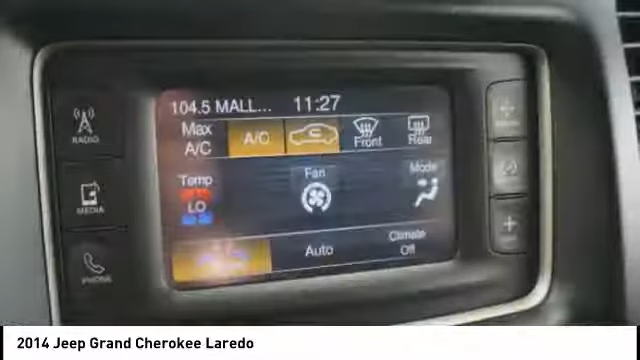 104.5 MALL... 11:27
Max A/C
A/C
Front
Rear
Temp
Fan
Mode
LO
Auto
Climate Off
RADIO
MEDIA
PHONE
2014 Jeep Grand Cherokee Laredo